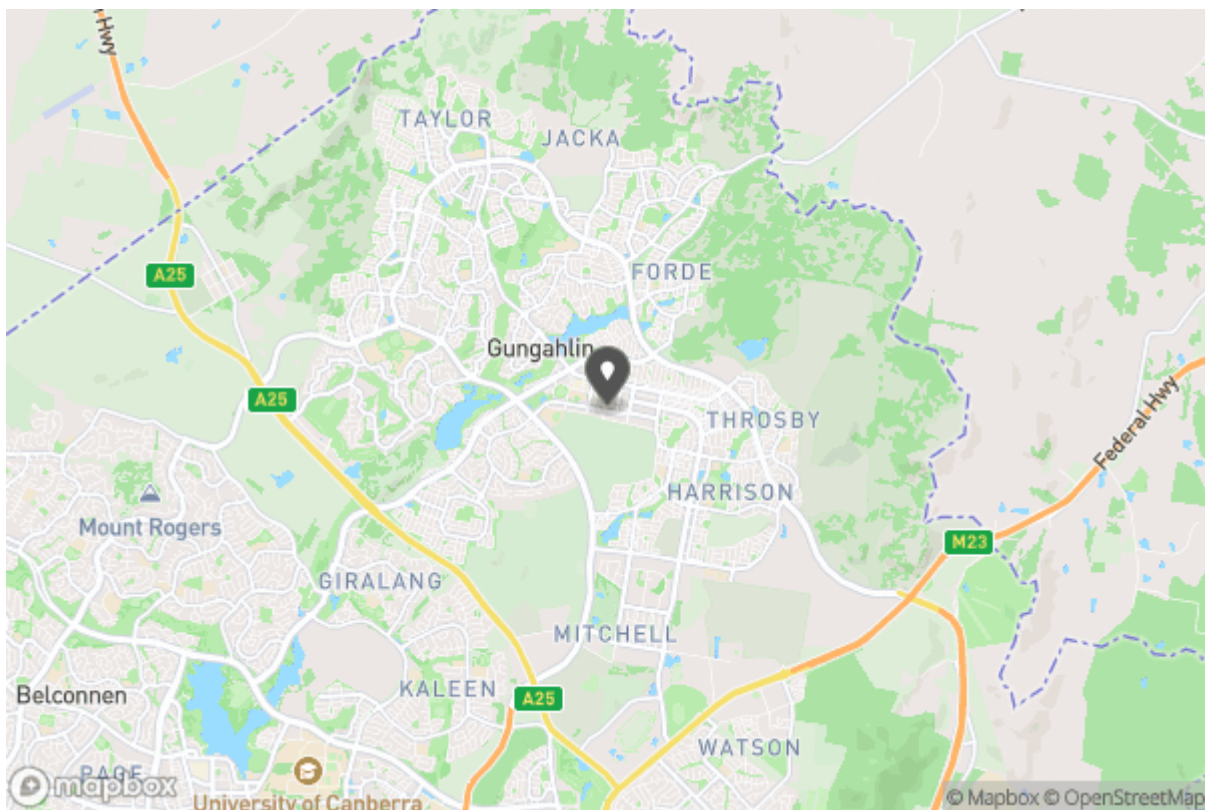 Hwy
TAYLOR
JACKA
A25
FORDE
Gungahlin
A25
THROSBY
Federal Hwy
HARRISON
Mount Rogers
M23
GIRALANG
MITCHELL
KALEEN
Belconnen
A25
WATSON
PAGE
mapbox
University of Canberra
© Mapbox © OpenStreetMap